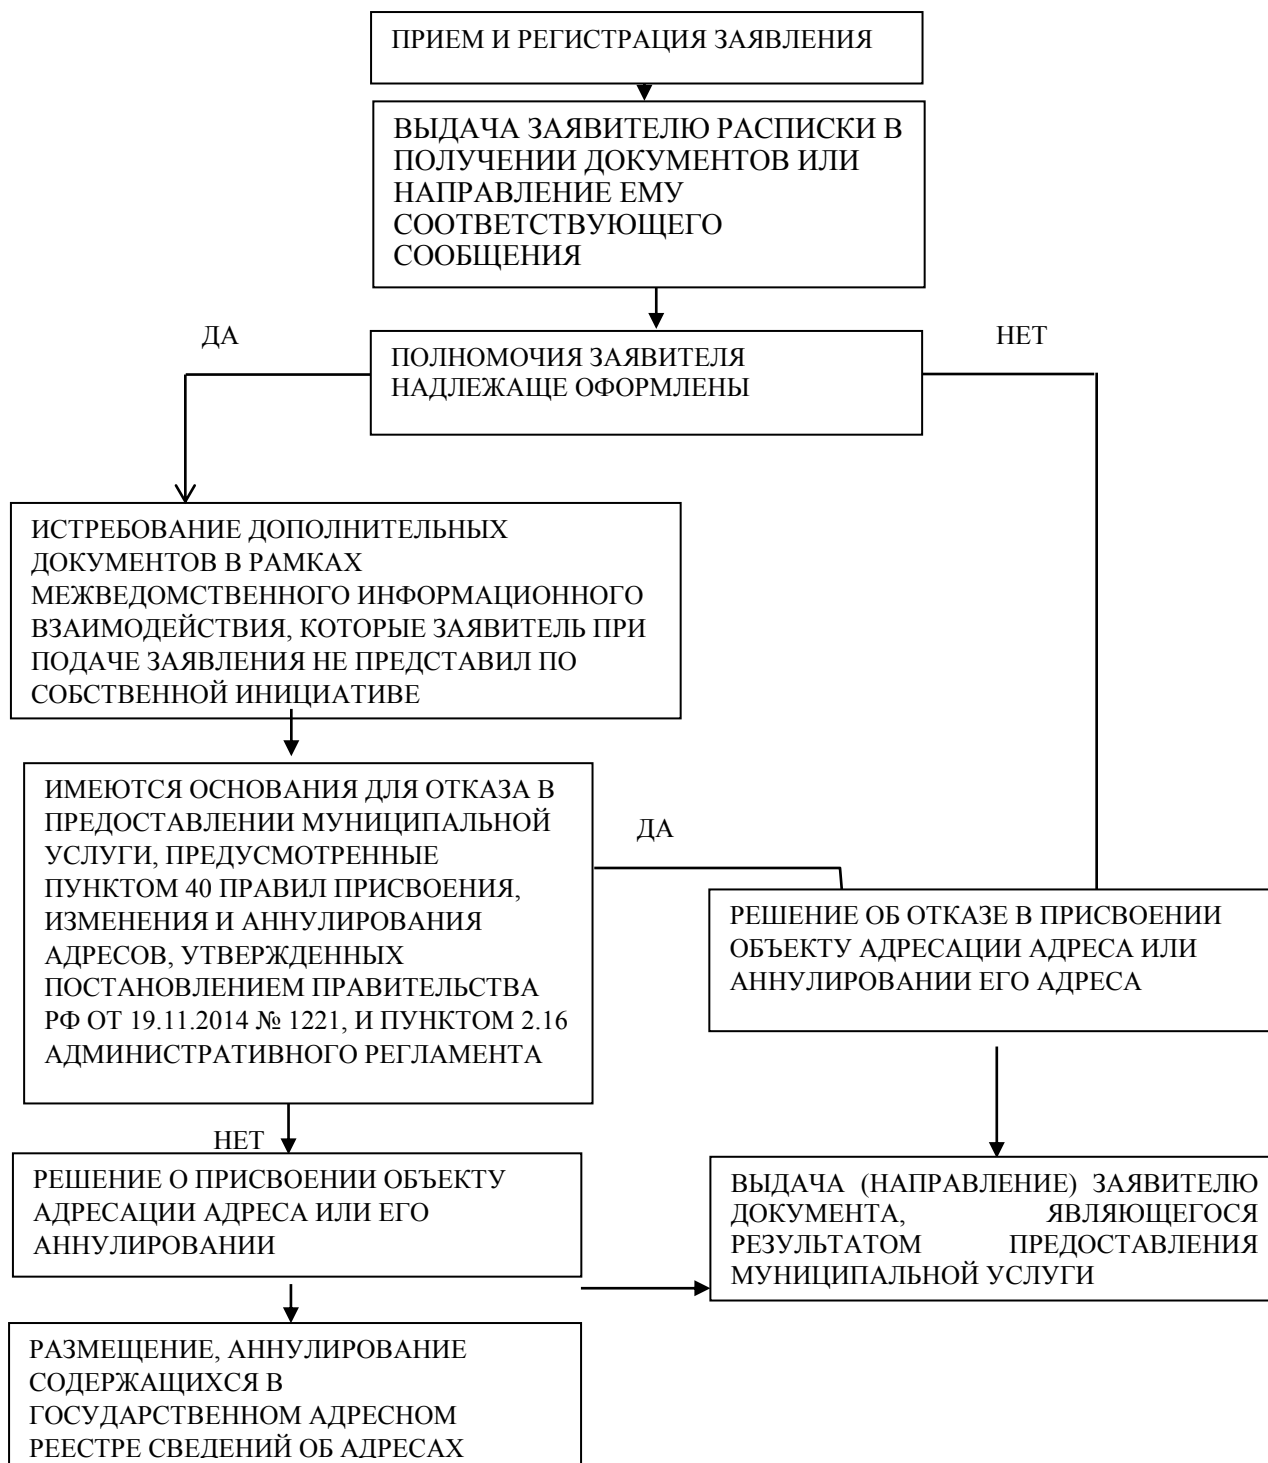 ПРИЕМ И РЕГИСТРАЦИЯ ЗАЯВЛЕНИЯ
ВЫДАЧА ЗАЯВИТЕЛЮ РАСПИСКИ В
ПОЛУЧЕНИИ ДОКУМЕНТОВ ИЛИ
НАПРАВЛЕНИЕ ЕМУ
СООТВЕТСТВУЮЩЕГО
СООБЩЕНИЯ
ДА
НЕТ
ПОЛНОМОЧИЯ ЗАЯВИТЕЛЯ
НАДЛЕЖАЩЕ ОФОРМЛЕНЫ
ИСТРЕБОВАНИЕ ДОПОЛНИТЕЛЬНЫХ
ДОКУМЕНТОВ В РАМКАХ
МЕЖВЕДОМСТВЕННОГО ИНФОРМАЦИОННОГО
ВЗАИМОДЕЙСТВИЯ, КОТОРЫЕ ЗАЯВИТЕЛЬ ПРИ
ПОДАЧЕ ЗАЯВЛЕНИЯ НЕ ПРЕДСТАВИЛ ПО
СОБСТВЕННОЙ ИНИЦИАТИВЕ
ИМЕЮТСЯ ОСНОВАНИЯ ДЛЯ ОТКАЗА В
ПРЕДОСТАВЛЕНИИ МУНИЦИПАЛЬНОЙ
УСЛУГИ, ПРЕДУСМОТРЕННЫЕ
ПУНКТОМ 40 ПРАВИЛ ПРИСВОЕНИЯ,
ИЗМЕНЕНИЯ И АННУЛИРОВАНИЯ
АДРЕСОВ, УТВЕРЖДЕННЫХ
ПОСТАНОВЛЕНИЕМ ПРАВИТЕЛЬСТВА
РФ ОТ 19.11.2014 № 1221, И ПУНКТОМ 2.16
АДМИНИСТРАТИВНОГО РЕГЛАМЕНТА
ДА
РЕШЕНИЕ ОБ ОТКАЗЕ В ПРИСВОЕНИИ
ОБЪЕКТУ АДРЕСАЦИИ АДРЕСА ИЛИ
АННУЛИРОВАНИИ ЕГО АДРЕСА
НЕТ
РЕШЕНИЕ О ПРИСВОЕНИИ ОБЪЕКТУ
АДРЕСАЦИИ АДРЕСА ИЛИ ЕГО
АННУЛИРОВАНИИ
ВЫДАЧА (НАПРАВЛЕНИЕ) ЗАЯВИТЕЛЮ
ДОКУМЕНТА, ЯВЛЯЮЩЕГОСЯ
РЕЗУЛЬТАТОМ ПРЕДОСТАВЛЕНИЯ
МУНИЦИПАЛЬНОЙ УСЛУГИ
РАЗМЕЩЕНИЕ, АННУЛИРОВАНИЕ
СОДЕРЖАЩИХСЯ В
ГОСУДАРСТВЕННОМ АДРЕСНОМ
РЕЕСТРЕ СВЕДЕНИЙ ОБ АДРЕСАХ